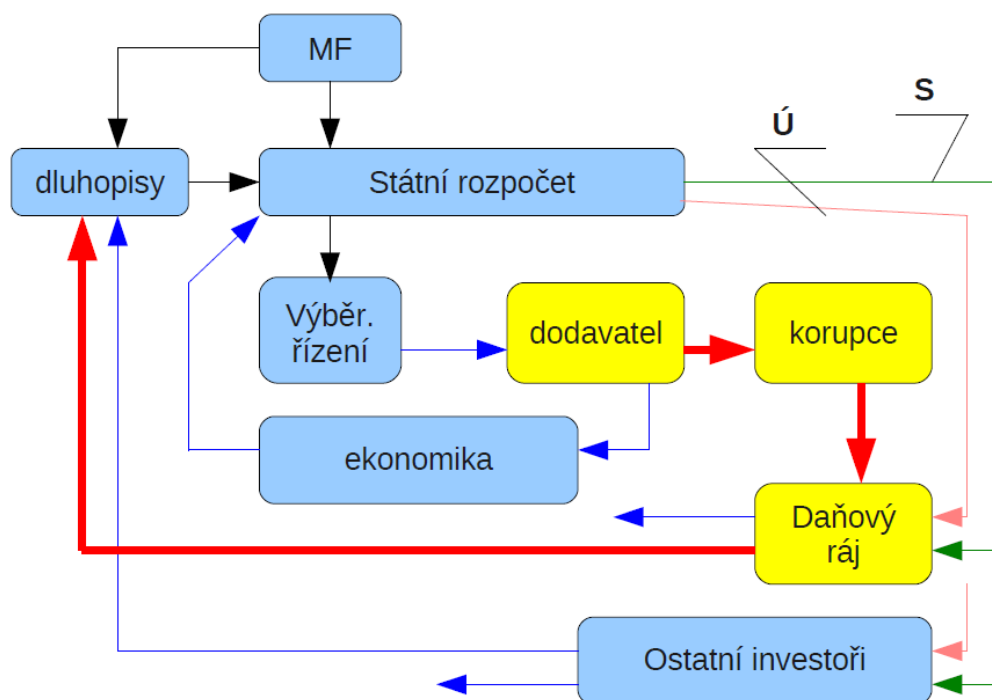 MF
S
Ú
dluhopisy
Státní rozpočet
Výběr.
řízení
dodavatel
korupce
ekonomika
Daňový
ráj
Ostatní investoři